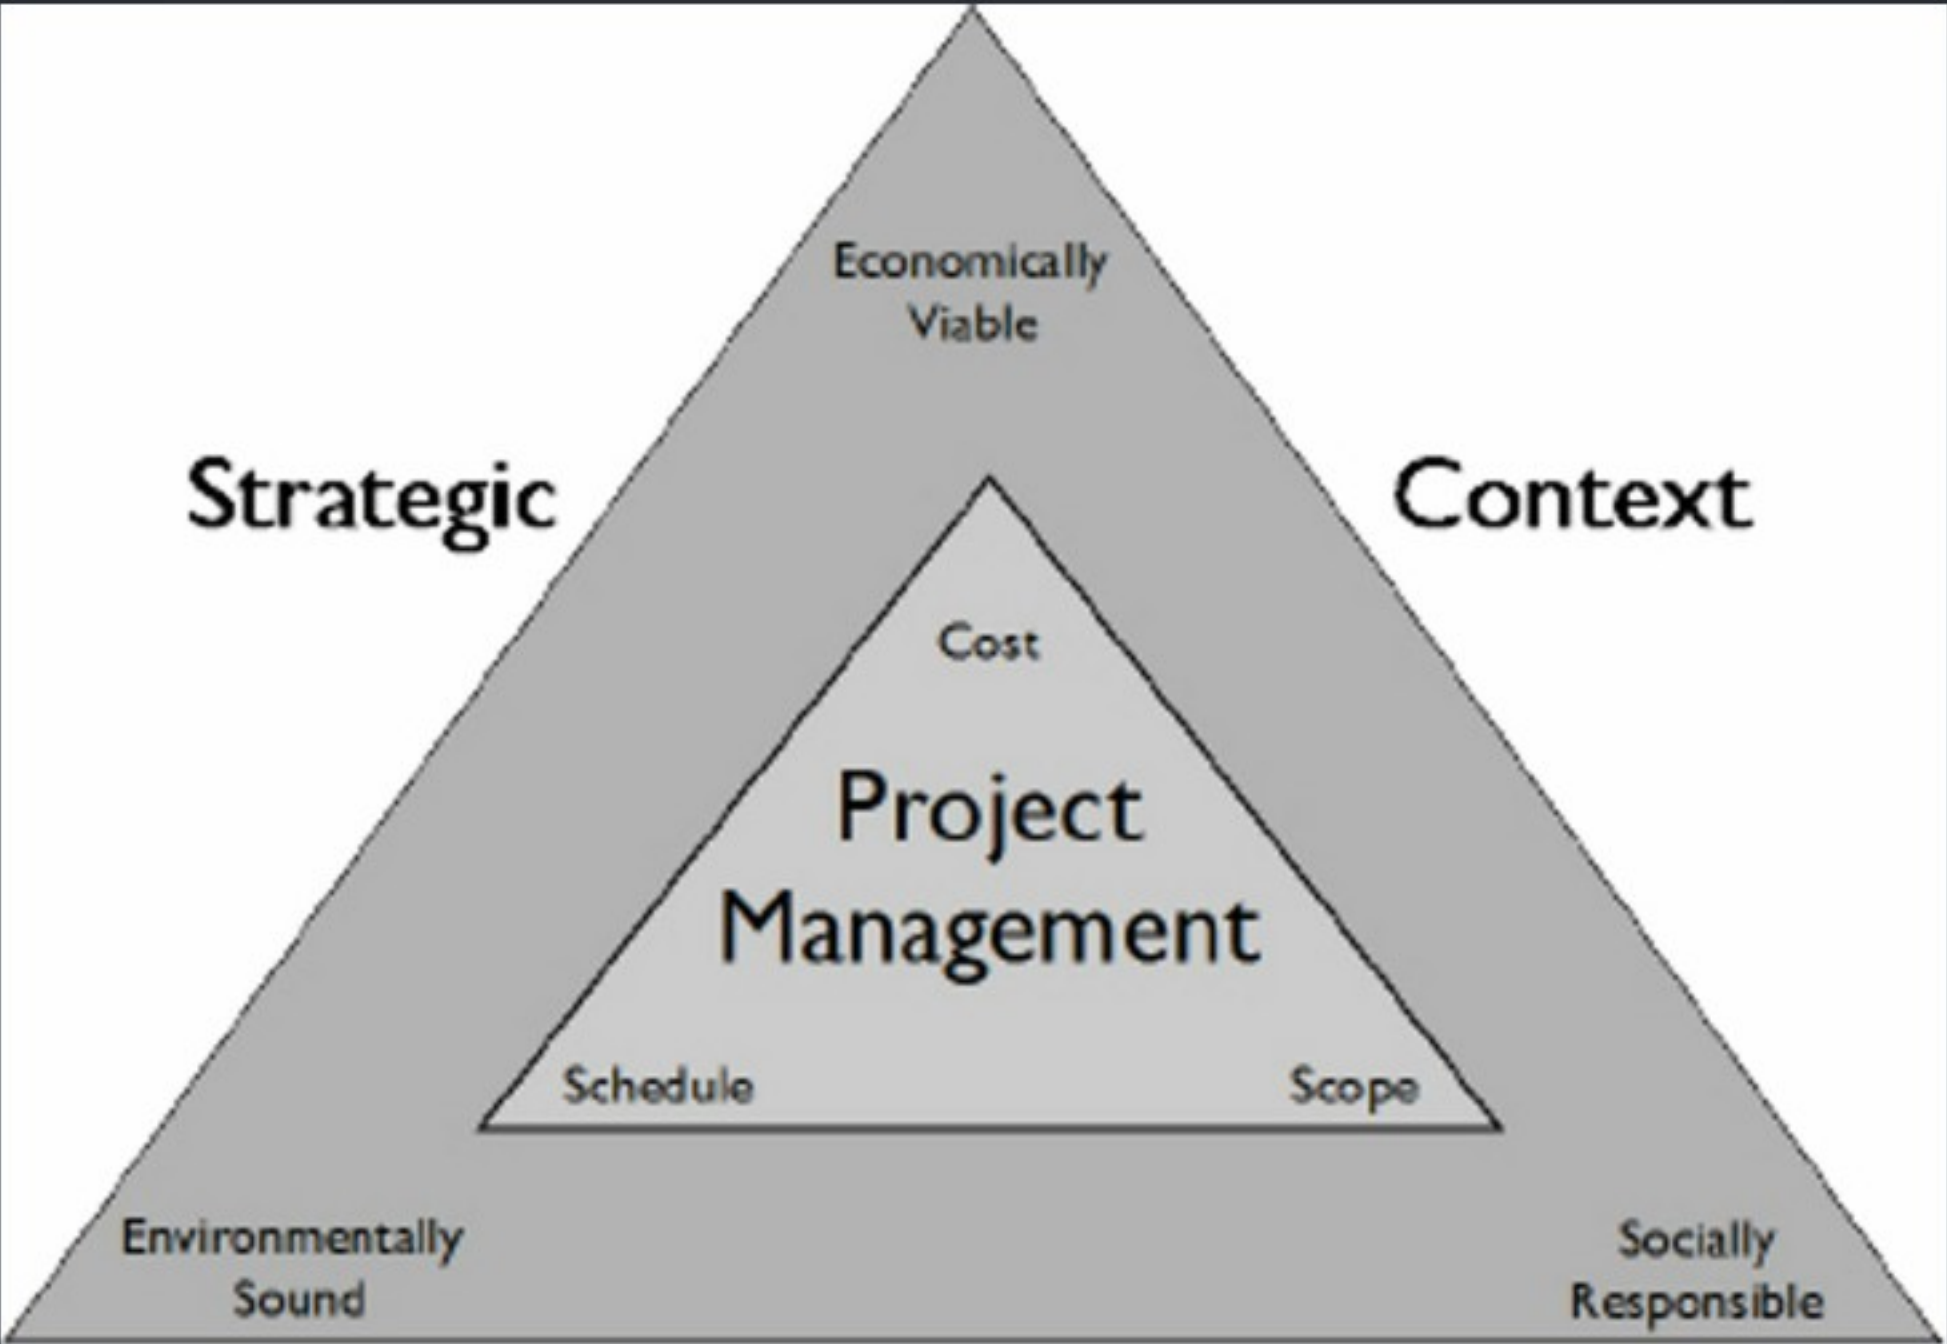 Economically
Viable
Strategic
Context
Cost
Project
Management
Schedule
Scope
Environmentally
Sound
Socially
Responsible